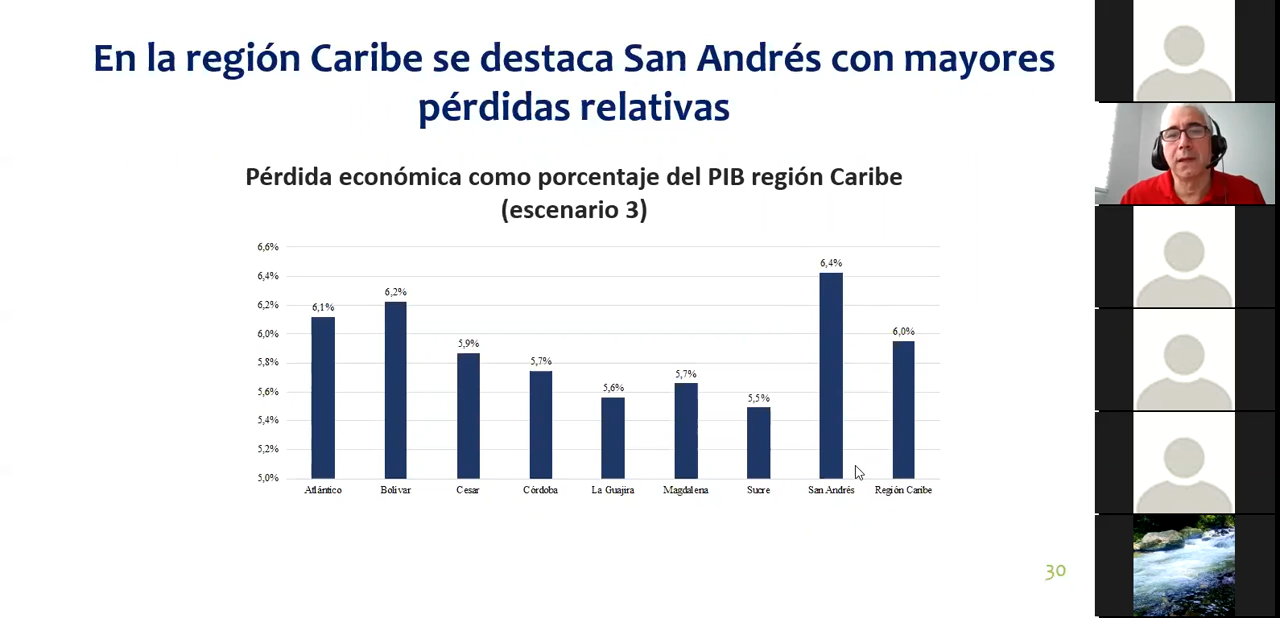 En la región Caribe se destaca San Andrés con mayores
pérdidas relativas
Pérdida económica como porcentaje del PIB región Caribe
(escenario 3)
6,6%
6,4%
6,2%
6,0%
5,8%
5,6%
5,4%
5,2%
5,0%
6,1%
6,2%
5,9%
5,7%
5,6%
5,7%
5,5%
6,4%
6,0%
Atlántico
Bolívar
Cesar
Córdoba
La Guajira
Magdalena
Sucre
San Andrés
Región Caribe
30